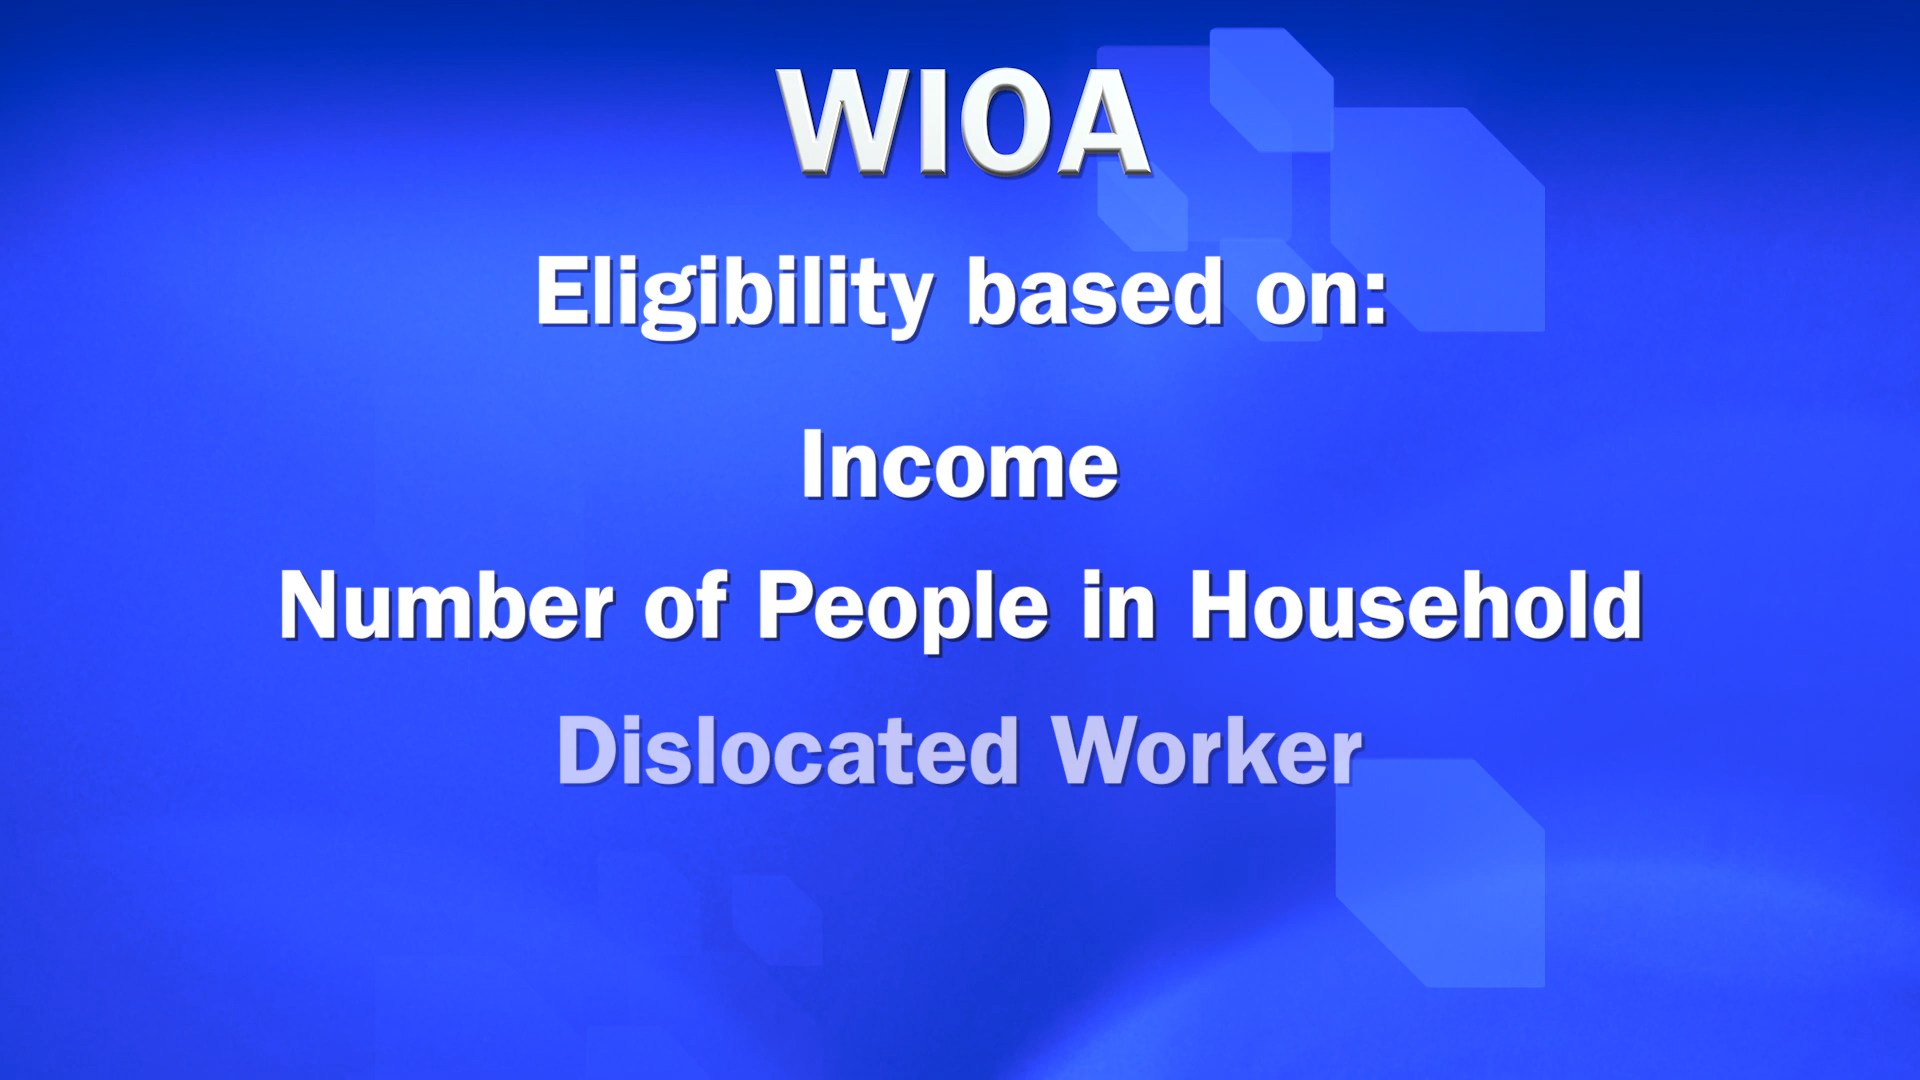 WIOA
Eligibility based on:
Income
Number of People in Household
Dislocated Worker